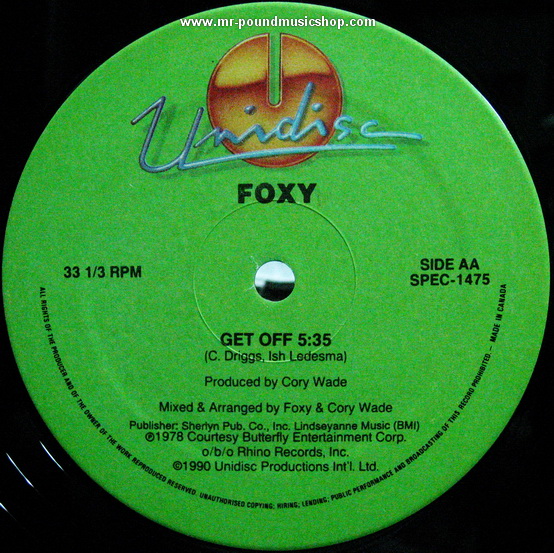 www.mr-poundmusicshop.com
Unidisc
FOXY
33 1/3 RPM
SIDE AA
SPEC-1475
GET OFF 5:35
(C. Driggs, Ish Ledesma)
Produced by Cory Wade
Mixed & Arranged by Foxy & Cory Wade
Publisher: Sherlyn Pub. Co., Inc. Lindseyanne Music (BMI)
℗1978 Courtesy Butterfly Entertainment Corp.
o/b/o Rhino Records, Inc.
©1990 Unidisc Productions Int'l. Ltd.
ALL RIGHTS OF THE PRODUCER AND OF THE OWNER OF THE WORK REPRODUCED RESERVED. UNAUTHORISED COPYING; HIRING; LENDING; PUBLIC PERFORMANCE AND BROADCASTING OF THIS RECORD PROHIBITED – MADE IN CANADA